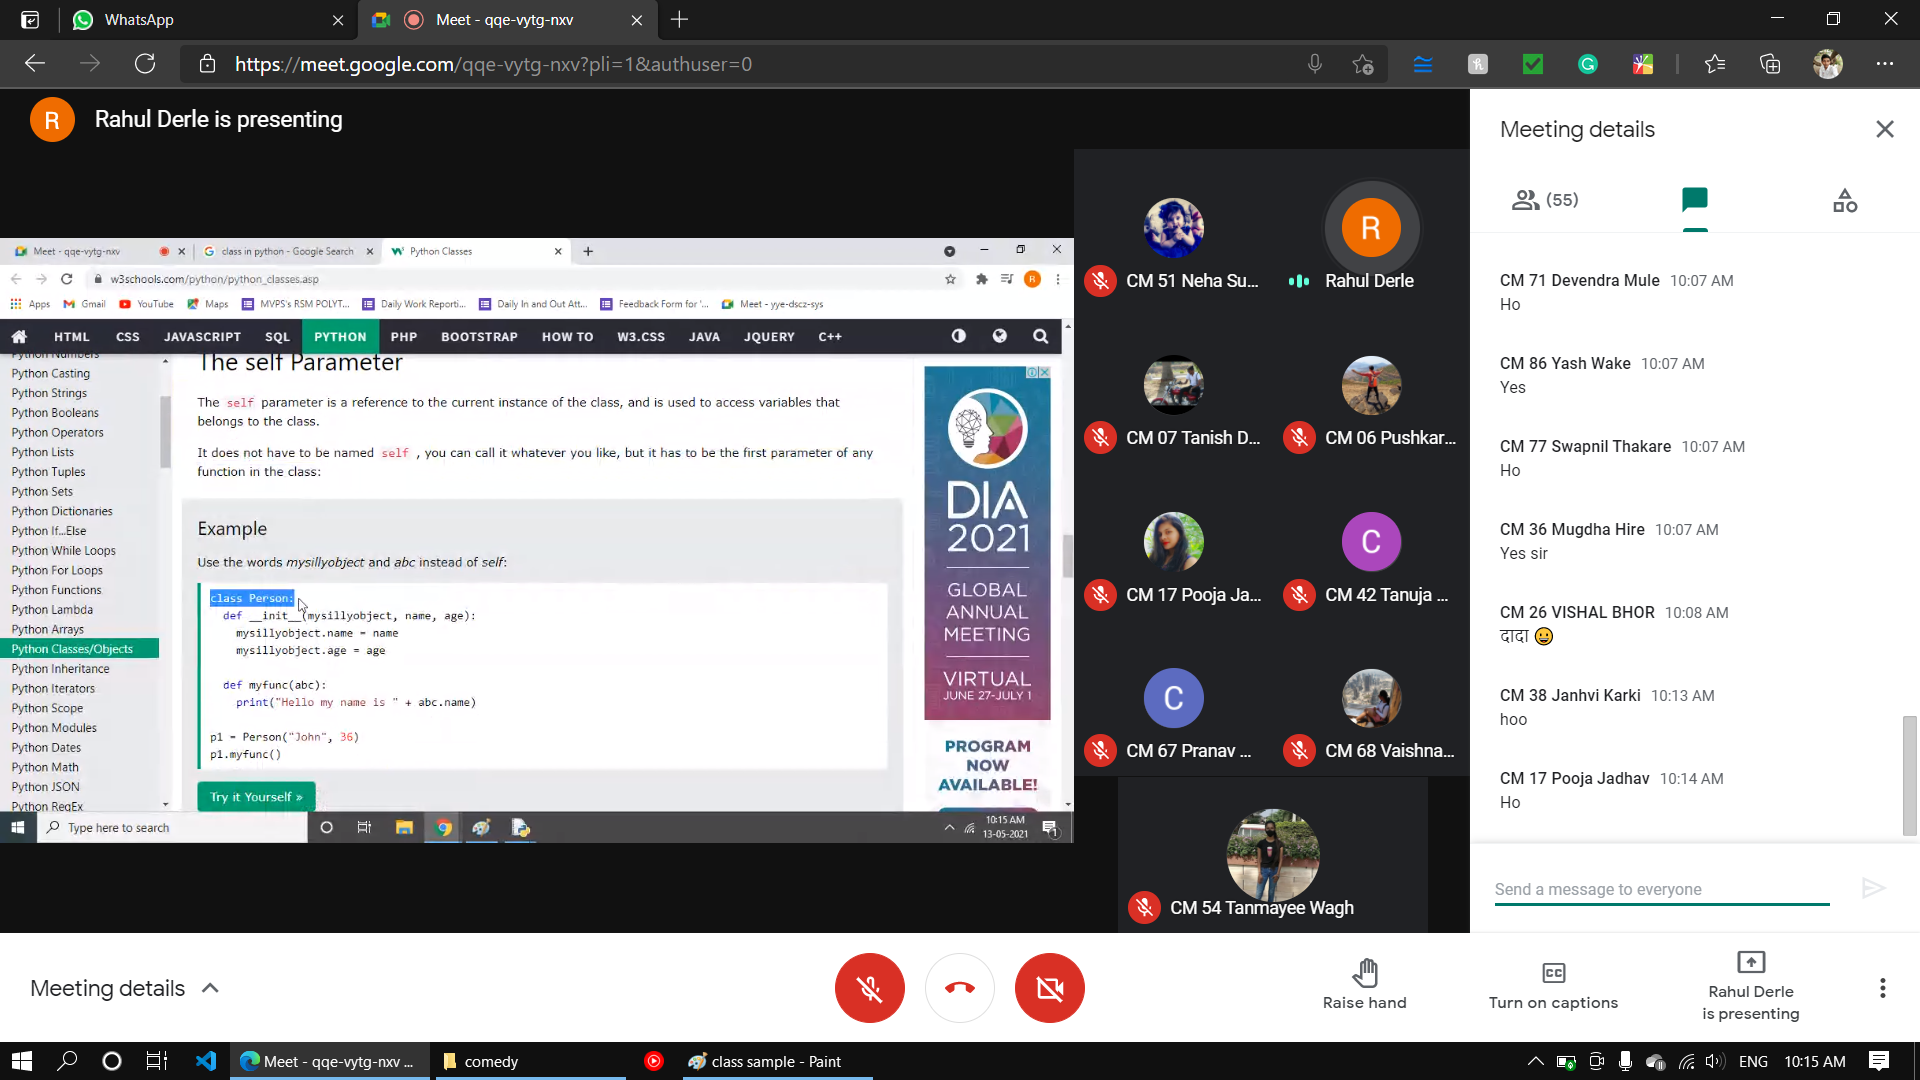 WhatsApp
Meet - qqe-vytg-nxv
https://meet.google.com/qqe-vytg-nxv?pli=1&authuser=0
R
Rahul Derle is presenting
Meet - qqe-vytg-nxv
class in python - Google Search
Python Classes
w3schools.com/python/python_classes.asp
R
Apps
Gmail
YouTube
Maps
MVPS's RSM POLYT...
Daily Work Reporti...
Daily In and Out Att...
Feedback Form for '...
Meet - yye-dscz-sys
HTML
CSS
JAVASCRIPT
SQL
PYTHON
PHP
BOOTSTRAP
HOW TO
W3.CSS
JAVA
JQUERY
C++
Python Numbers
Python Casting
Python Strings
Python Booleans
Python Operators
Python Lists
Python Tuples
Python Sets
Python Dictionaries
Python If...Else
Python While Loops
Python For Loops
Python Functions
Python Lambda
Python Arrays
Python Classes/Objects
Python Inheritance
Python Iterators
Python Scope
Python Modules
Python Dates
Python Math
Python JSON
Python RegEx
The self Parameter
The self parameter is a reference to the current instance of the class, and is used to access variables that
belongs to the class.
It does not have to be named self , you can call it whatever you like, but it has to be the first parameter of any
function in the class:
Example
Use the words mysillyobject and abc instead of self:
class Person:
def __init__(mysillyobject, name, age):
mysillyobject.name = name
mysillyobject.age = age
def myfunc(abc):
print("Hello my name is " + abc.name)
p1 = Person("John", 36)
p1.myfunc()
Try it Yourself »
DIA
2021
GLOBAL
ANNUAL
MEETING
VIRTUAL
JUNE 27-JULY 1
PROGRAM
NOW
AVAILABLE!
Type here to search
10:15 AM
13-05-2021
1
CM 51 Neha Su...
R
Rahul Derle
CM 07 Tanish D...
CM 06 Pushkar...
CM 17 Pooja Ja...
C
CM 42 Tanuja ...
C
CM 67 Pranav ...
CM 68 Vaishna...
CM 54 Tanmayee Wagh
Meeting details
(55)
CM 71 Devendra Mule 10:07 AM
Ho
CM 86 Yash Wake 10:07 AM
Yes
CM 77 Swapnil Thakare 10:07 AM
Ho
CM 36 Mugdha Hire 10:07 AM
Yes sir
CM 26 VISHAL BHOR 10:08 AM
दादा 😀
CM 38 Janhvi Karki 10:13 AM
hoo
CM 17 Pooja Jadhav 10:14 AM
Ho
Send a message to everyone
Meeting details
Raise hand
Turn on captions
Rahul Derle
is presenting
Meet - qqe-vytg-nxv ...
comedy
class sample - Paint
ENG
10:15 AM